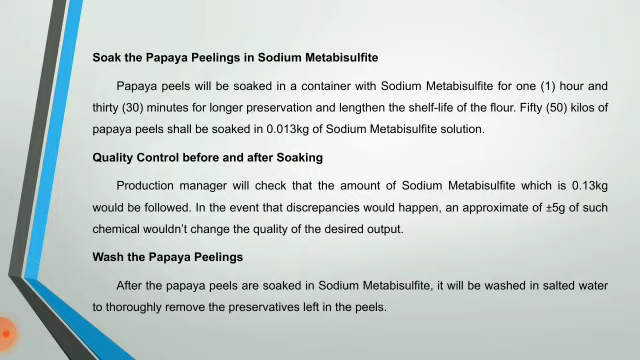 Soak the Papaya Peelings in Sodium Metabisulfite
Papaya peels will be soaked in a container with Sodium Metabisulfite for one (1) hour and
thirty (30) minutes for longer preservation and lengthen the shelf-life of the flour. Fifty (50) kilos of
papaya peels shall be soaked in 0.013kg of Sodium Metabisulfite solution.
Quality Control before and after Soaking
Production manager will check that the amount of Sodium Metabisulfite which is 0.13kg
would be followed. In the event that discrepancies would happen, an approximate of ±5g of such
chemical wouldn't change the quality of the desired output.
Wash the Papaya Peelings
After the papaya peels are soaked in Sodium Metabisulfite, it will be washed in salted water
to thoroughly remove the preservatives left in the peels.